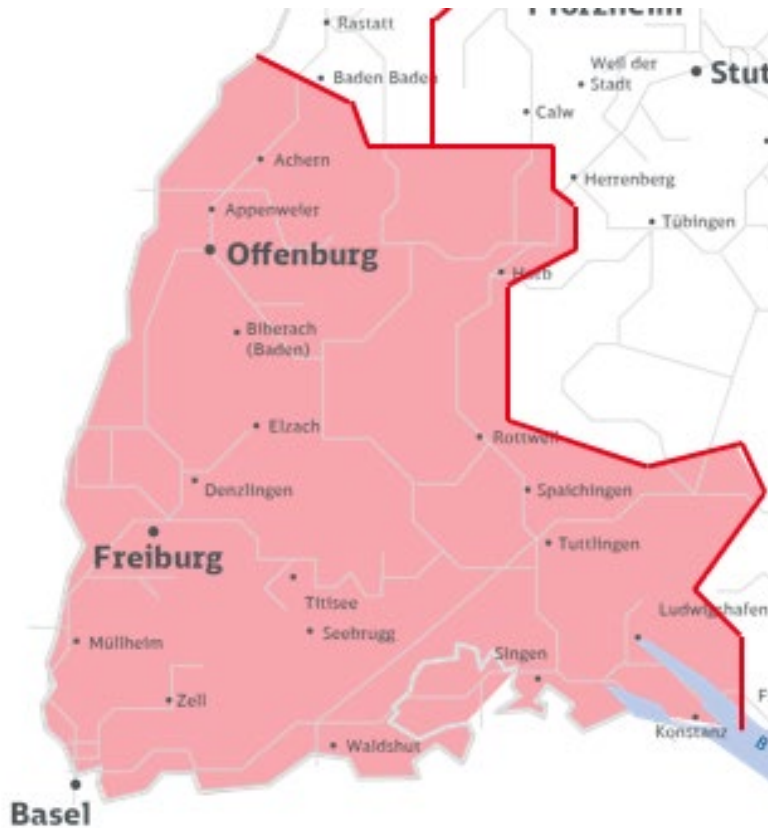 Rastatt
Baden Baden
Weil der
Stadt
Calw
Achern
Herrenberg
Appenweier
Tübingen
Offenburg
Horb
Biberach
(Baden)
Elzach
Rottweil
Denzlingen
Spaichingen
Freiburg
Tuttlingen
Titisee
Ludwigshafen
Seebrugg
Müllheim
Singen
Zell
Konstanz
Waldshut
Basel